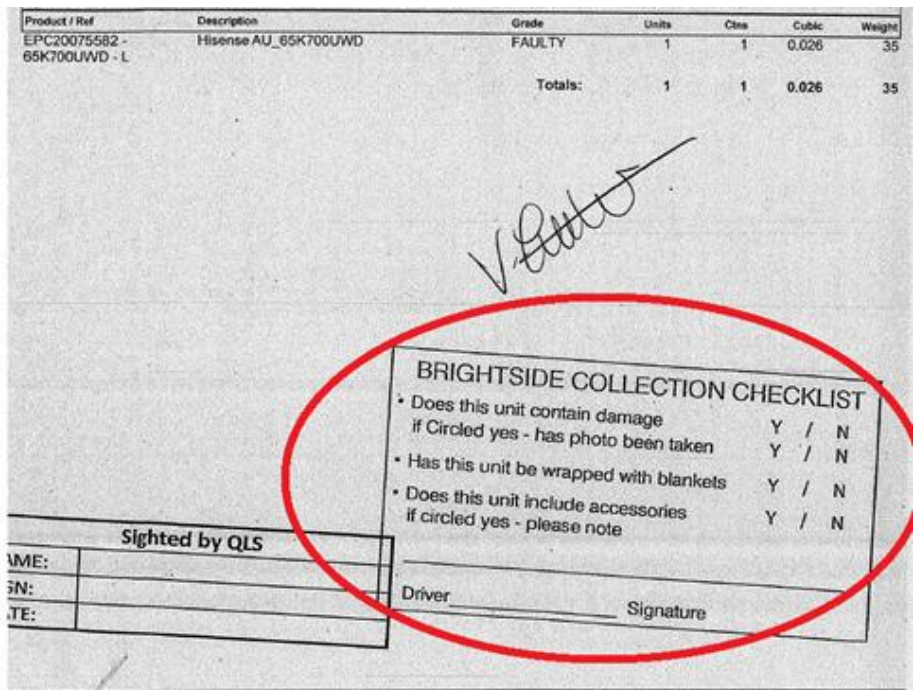 Product / Ref Description Grade Units Ctns Cubic Weight
EPC20075582 - Hisense AU_65K700UWD FAULTY 1 1 0.026 35
65K700UWD - L
Totals: 1 1 0.026 35
BRIGHTSIDE COLLECTION CHECKLIST
• Does this unit contain damage Y / N
if Circled yes - has photo been taken Y / N
• Has this unit be wrapped with blankets Y / N
• Does this unit include accessories Y / N
if circled yes - please note
Driver Signature
Sighted by QLS
AME:
GN:
ATE: